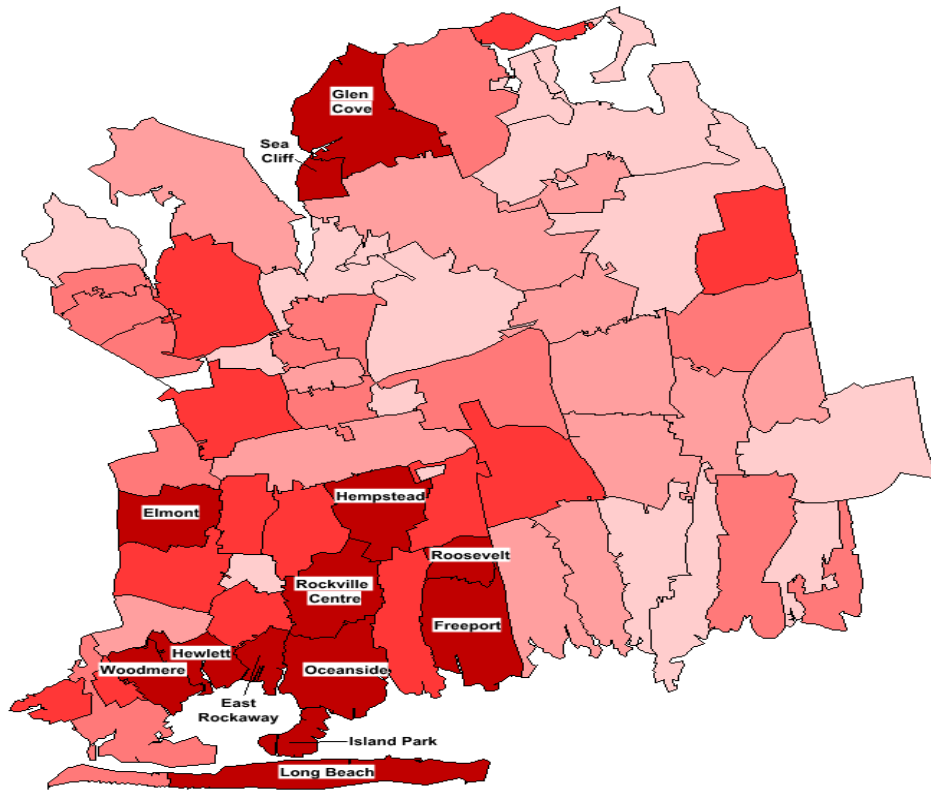 Glen
Cove
Sea
Cliff
Hempstead
Elmont
Roosevelt
Rockville
Centre
Freeport
Hewlett
Woodmere
Oceanside
East
Rockaway
Island Park
Long Beach